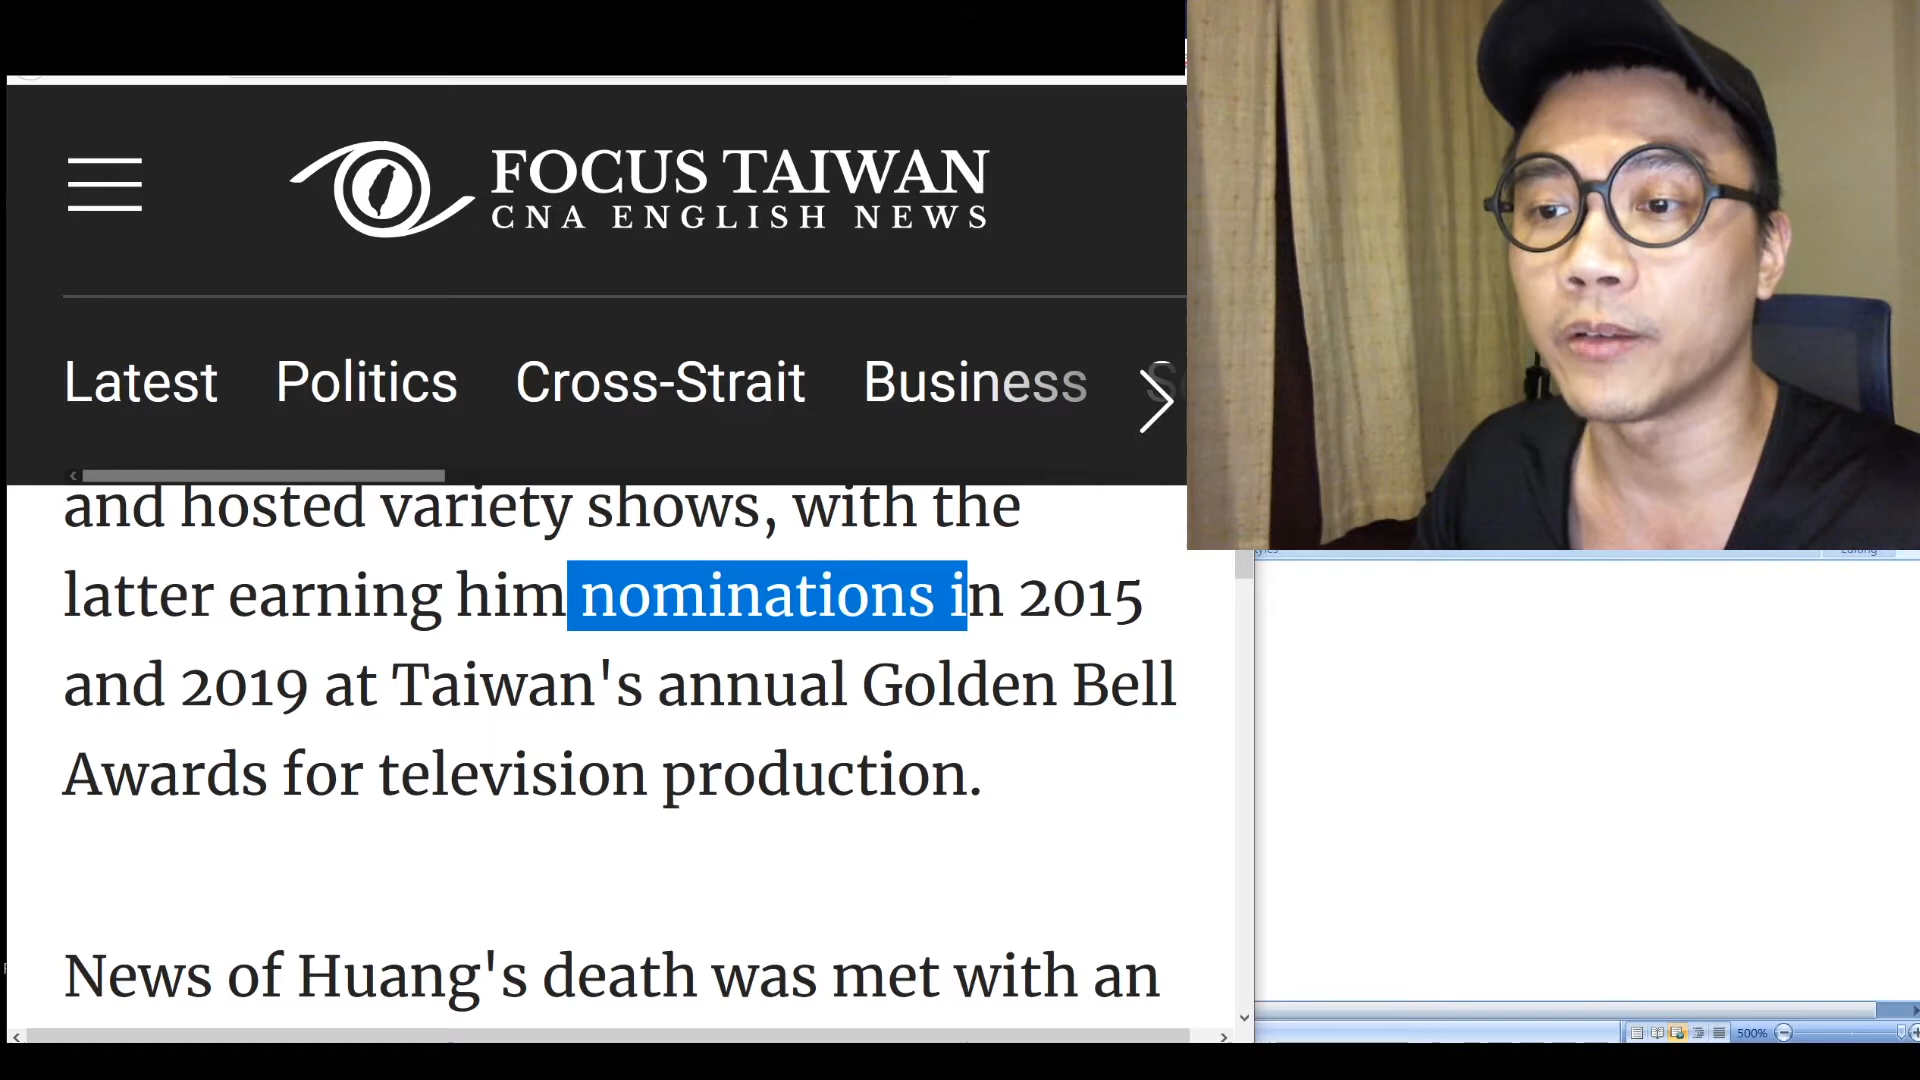 FOCUS TAIWAN
CNA ENGLISH NEWS
Latest Politics Cross-Strait Business
and hosted variety shows, with the
latter earning him nominations in 2015
and 2019 at Taiwan's annual Golden Bell
Awards for television production.
News of Huang's death was met with an
500%